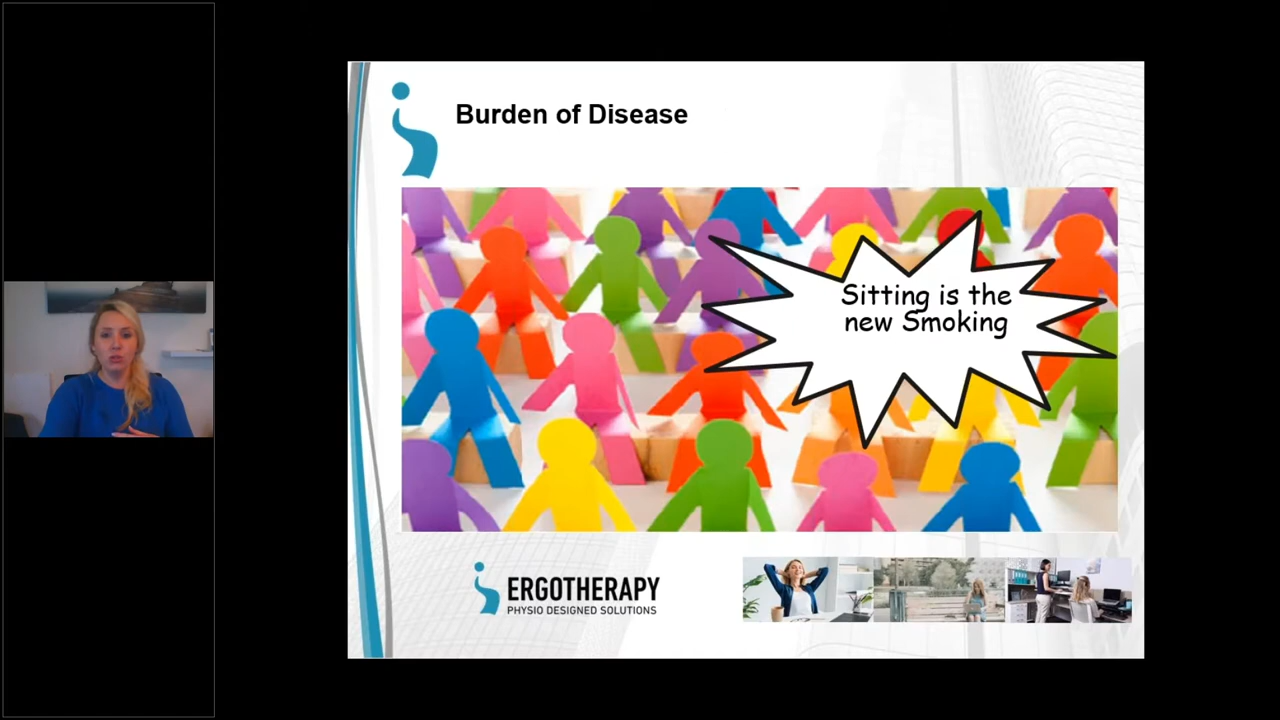 Burden of Disease
Sitting is the
new Smoking
ERGOTHERAPY
PHYSIO DESIGNED SOLUTIONS